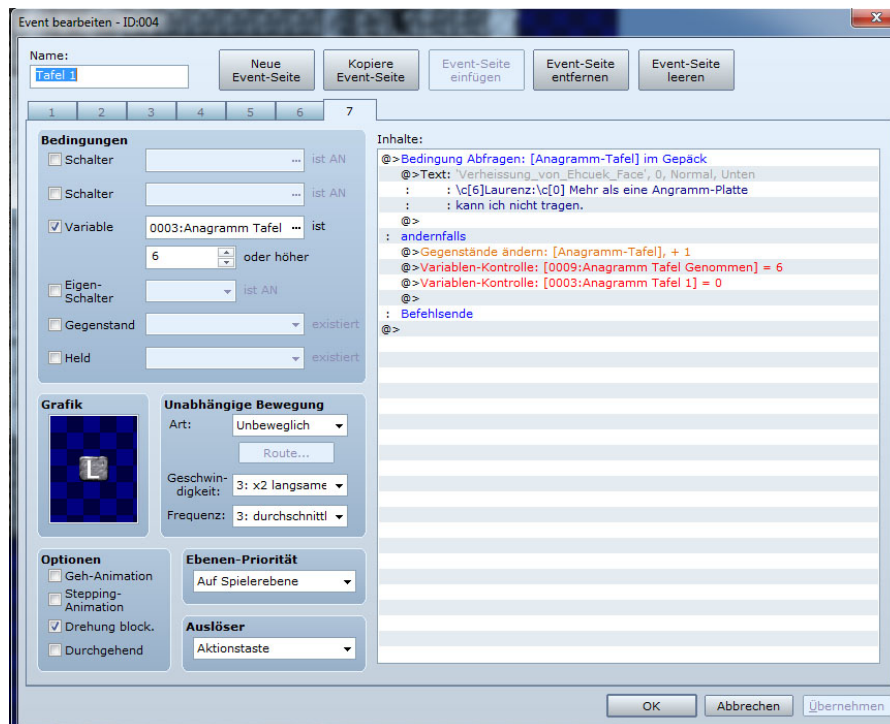 Event bearbeiten - ID:004
Name:
Tafel 1
Neue Event-Seite
Kopiere Event-Seite
Event-Seite einfügen
Event-Seite entfernen
Event-Seite leeren
1 2 3 4 5 6 7
Bedingungen
Schalter ... ist AN
Schalter ... ist AN
Variable 0003:Anagramm Tafel ... ist
6 oder höher
Eigen-Schalter ist AN
Gegenstand existiert
Held existiert
Grafik
L
Unabhängige Bewegung
Art: Unbeweglich
Route...
Geschwin-digkeit: 3: x2 langsame
Frequenz: 3: durchschnittl
Optionen
Geh-Animation
Stepping-Animation
Drehung block.
Durchgehend
Ebenen-Priorität
Auf Spielerebene
Auslöser
Aktionstaste
Inhalte:
@>Bedingung Abfragen: [Anagramm-Tafel] im Gepäck
@>Text: 'Verheissung_von_Ehcuek_Face', 0, Normal, Unten
: : \c[6]Laurenz:\c[0] Mehr als eine Angramm-Platte
: : kann ich nicht tragen.
@>
: andernfalls
@>Gegenstände ändern: [Anagramm-Tafel], + 1
@>Variablen-Kontrolle: [0009:Anagramm Tafel Genommen] = 6
@>Variablen-Kontrolle: [0003:Anagramm Tafel 1] = 0
@>
: Befehlsende
@>
OK
Abbrechen
Übernehmen